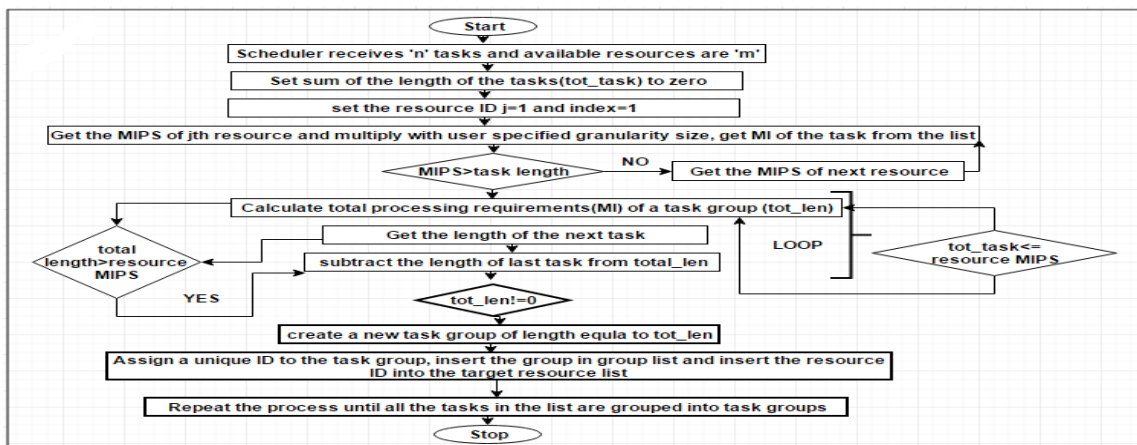 Start
Scheduler receives 'n' tasks and available resources are 'm'
Set sum of the length of the tasks(tot_task) to zero
set the resource ID j=1 and index=1
Get the MIPS of jth resource and multiply with user specified granularity size, get MI of the task from the list
MIPS>task length
NO
Get the MIPS of next resource
Calculate total processing requirements(MI) of a task group (tot_len)
Get the length of the next task
total
length>resource
MIPS
YES
LOOP
tot_task<=
resource MIPS
subtract the length of last task from total_len
tot_len!=0
create a new task group of length equla to tot_len
Assign a unique ID to the task group, insert the group in group list and insert the resource
ID into the target resource list
Repeat the process until all the tasks in the list are grouped into task groups
Stop